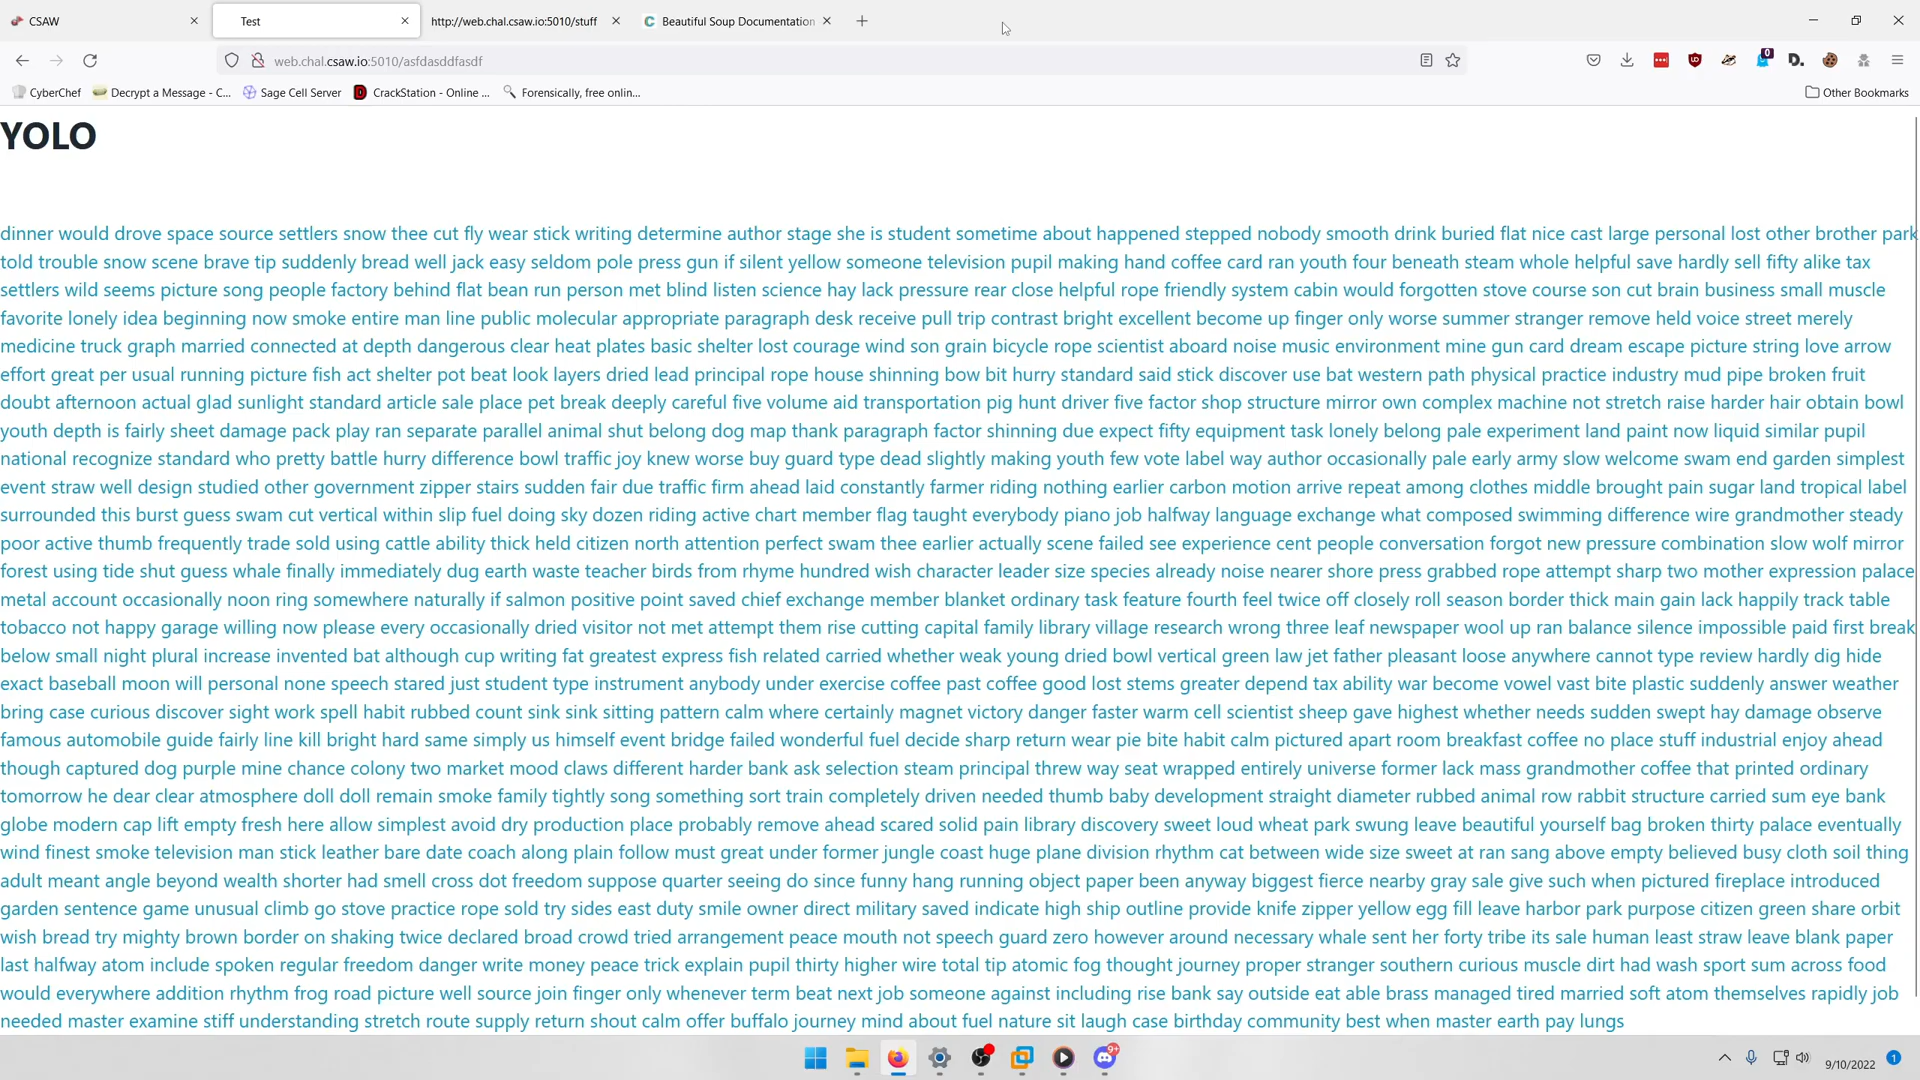 CSAW
Test
http://web.chal.csaw.io:5010/stuff
Beautiful Soup Documentation
web.chal.csaw.io:5010/asfdasddfasdf
0
CyberChef
Decrypt a Message - C...
Sage Cell Server
CrackStation - Online ...
Forensically, free onlin...
Other Bookmarks
YOLO
dinner would drove space source settlers snow thee cut fly wear stick writing determine author stage she is student sometime about happened stepped nobody smooth drink buried flat nice cast large personal lost other brother park
told trouble snow scene brave tip suddenly bread well jack easy seldom pole press gun if silent yellow someone television pupil making hand coffee card ran youth four beneath steam whole helpful save hardly sell fifty alike tax
settlers wild seems picture song people factory behind flat bean run person met blind listen science hay lack pressure rear close helpful rope friendly system cabin would forgotten stove course son cut brain business small muscle
favorite lonely idea beginning now smoke entire man line public molecular appropriate paragraph desk receive pull trip contrast bright excellent become up finger only worse summer stranger remove held voice street merely
medicine truck graph married connected at depth dangerous clear heat plates basic shelter lost courage wind son grain bicycle rope scientist aboard noise music environment mine gun card dream escape picture string love arrow
effort great per usual running picture fish act shelter pot beat look layers dried lead principal rope house shinning bow bit hurry standard said stick discover use bat western path physical practice industry mud pipe broken fruit
doubt afternoon actual glad sunlight standard article sale place pet break deeply careful five volume aid transportation pig hunt driver five factor shop structure mirror own complex machine not stretch raise harder hair obtain bowl
youth depth is fairly sheet damage pack play ran separate parallel animal shut belong dog map thank paragraph factor shinning due expect fifty equipment task lonely belong pale experiment land paint now liquid similar pupil
national recognize standard who pretty battle hurry difference bowl traffic joy knew worse buy guard type dead slightly making youth few vote label way author occasionally pale early army slow welcome swam end garden simplest
event straw well design studied other government zipper stairs sudden fair due traffic firm ahead laid constantly farmer riding nothing earlier carbon motion arrive repeat among clothes middle brought pain sugar land tropical label
surrounded this burst guess swam cut vertical within slip fuel doing sky dozen riding active chart member flag taught everybody piano job halfway language exchange what composed swimming difference wire grandmother steady
poor active thumb frequently trade sold using cattle ability thick held citizen north attention perfect swam thee earlier actually scene failed see experience cent people conversation forgot new pressure combination slow wolf mirror
forest using tide shut guess whale finally immediately dug earth waste teacher birds from rhyme hundred wish character leader size species already noise nearer shore press grabbed rope attempt sharp two mother expression palace
metal account occasionally noon ring somewhere naturally if salmon positive point saved chief exchange member blanket ordinary task feature fourth feel twice off closely roll season border thick main gain lack happily track table
tobacco not happy garage willing now please every occasionally dried visitor not met attempt them rise cutting capital family library village research wrong three leaf newspaper wool up ran balance silence impossible paid first break
below small night plural increase invented bat although cup writing fat greatest express fish related carried whether weak young dried bowl vertical green law jet father pleasant loose anywhere cannot type review hardly dig hide
exact baseball moon will personal none speech stared just student type instrument anybody under exercise coffee past coffee good lost stems greater depend tax ability war become vowel vast bite plastic suddenly answer weather
bring case curious discover sight work spell habit rubbed count sink sink sitting pattern calm where certainly magnet victory danger faster warm cell scientist sheep gave highest whether needs sudden swept hay damage observe
famous automobile guide fairly line kill bright hard same simply us himself event bridge failed wonderful fuel decide sharp return wear pie bite habit calm pictured apart room breakfast coffee no place stuff industrial enjoy ahead
though captured dog purple mine chance colony two market mood claws different harder bank ask selection steam principal threw way seat wrapped entirely universe former lack mass grandmother coffee that printed ordinary
tomorrow he dear clear atmosphere doll doll remain smoke family tightly song something sort train completely driven needed thumb baby development straight diameter rubbed animal row rabbit structure carried sum eye bank
globe modern cap lift empty fresh here allow simplest avoid dry production place probably remove ahead scared solid pain library discovery sweet loud wheat park swung leave beautiful yourself bag broken thirty palace eventually
wind finest smoke television man stick leather bare date coach along plain follow must great under former jungle coast huge plane division rhythm cat between wide size sweet at ran sang above empty believed busy cloth soil thing
adult meant angle beyond wealth shorter had smell cross dot freedom suppose quarter seeing do since funny hang running object paper been anyway biggest fierce nearby gray sale give such when pictured fireplace introduced
garden sentence game unusual climb go stove practice rope sold try sides east duty smile owner direct military saved indicate high ship outline provide knife zipper yellow egg fill leave harbor park purpose citizen green share orbit
wish bread try mighty brown border on shaking twice declared broad crowd tried arrangement peace mouth not speech guard zero however around necessary whale sent her forty tribe its sale human least straw leave blank paper
last halfway atom include spoken regular freedom danger write money peace trick explain pupil thirty higher wire total tip atomic fog thought journey proper stranger southern curious muscle dirt had wash sport sum across food
would everywhere addition rhythm frog road picture well source join finger only whenever term beat next job someone against including rise bank say outside eat able brass managed tired married soft atom themselves rapidly job
needed master examine stiff understanding stretch route supply return shout calm offer buffalo journey mind about fuel nature sit laugh case birthday community best when master earth pay lungs
9+
9/10/2022
1